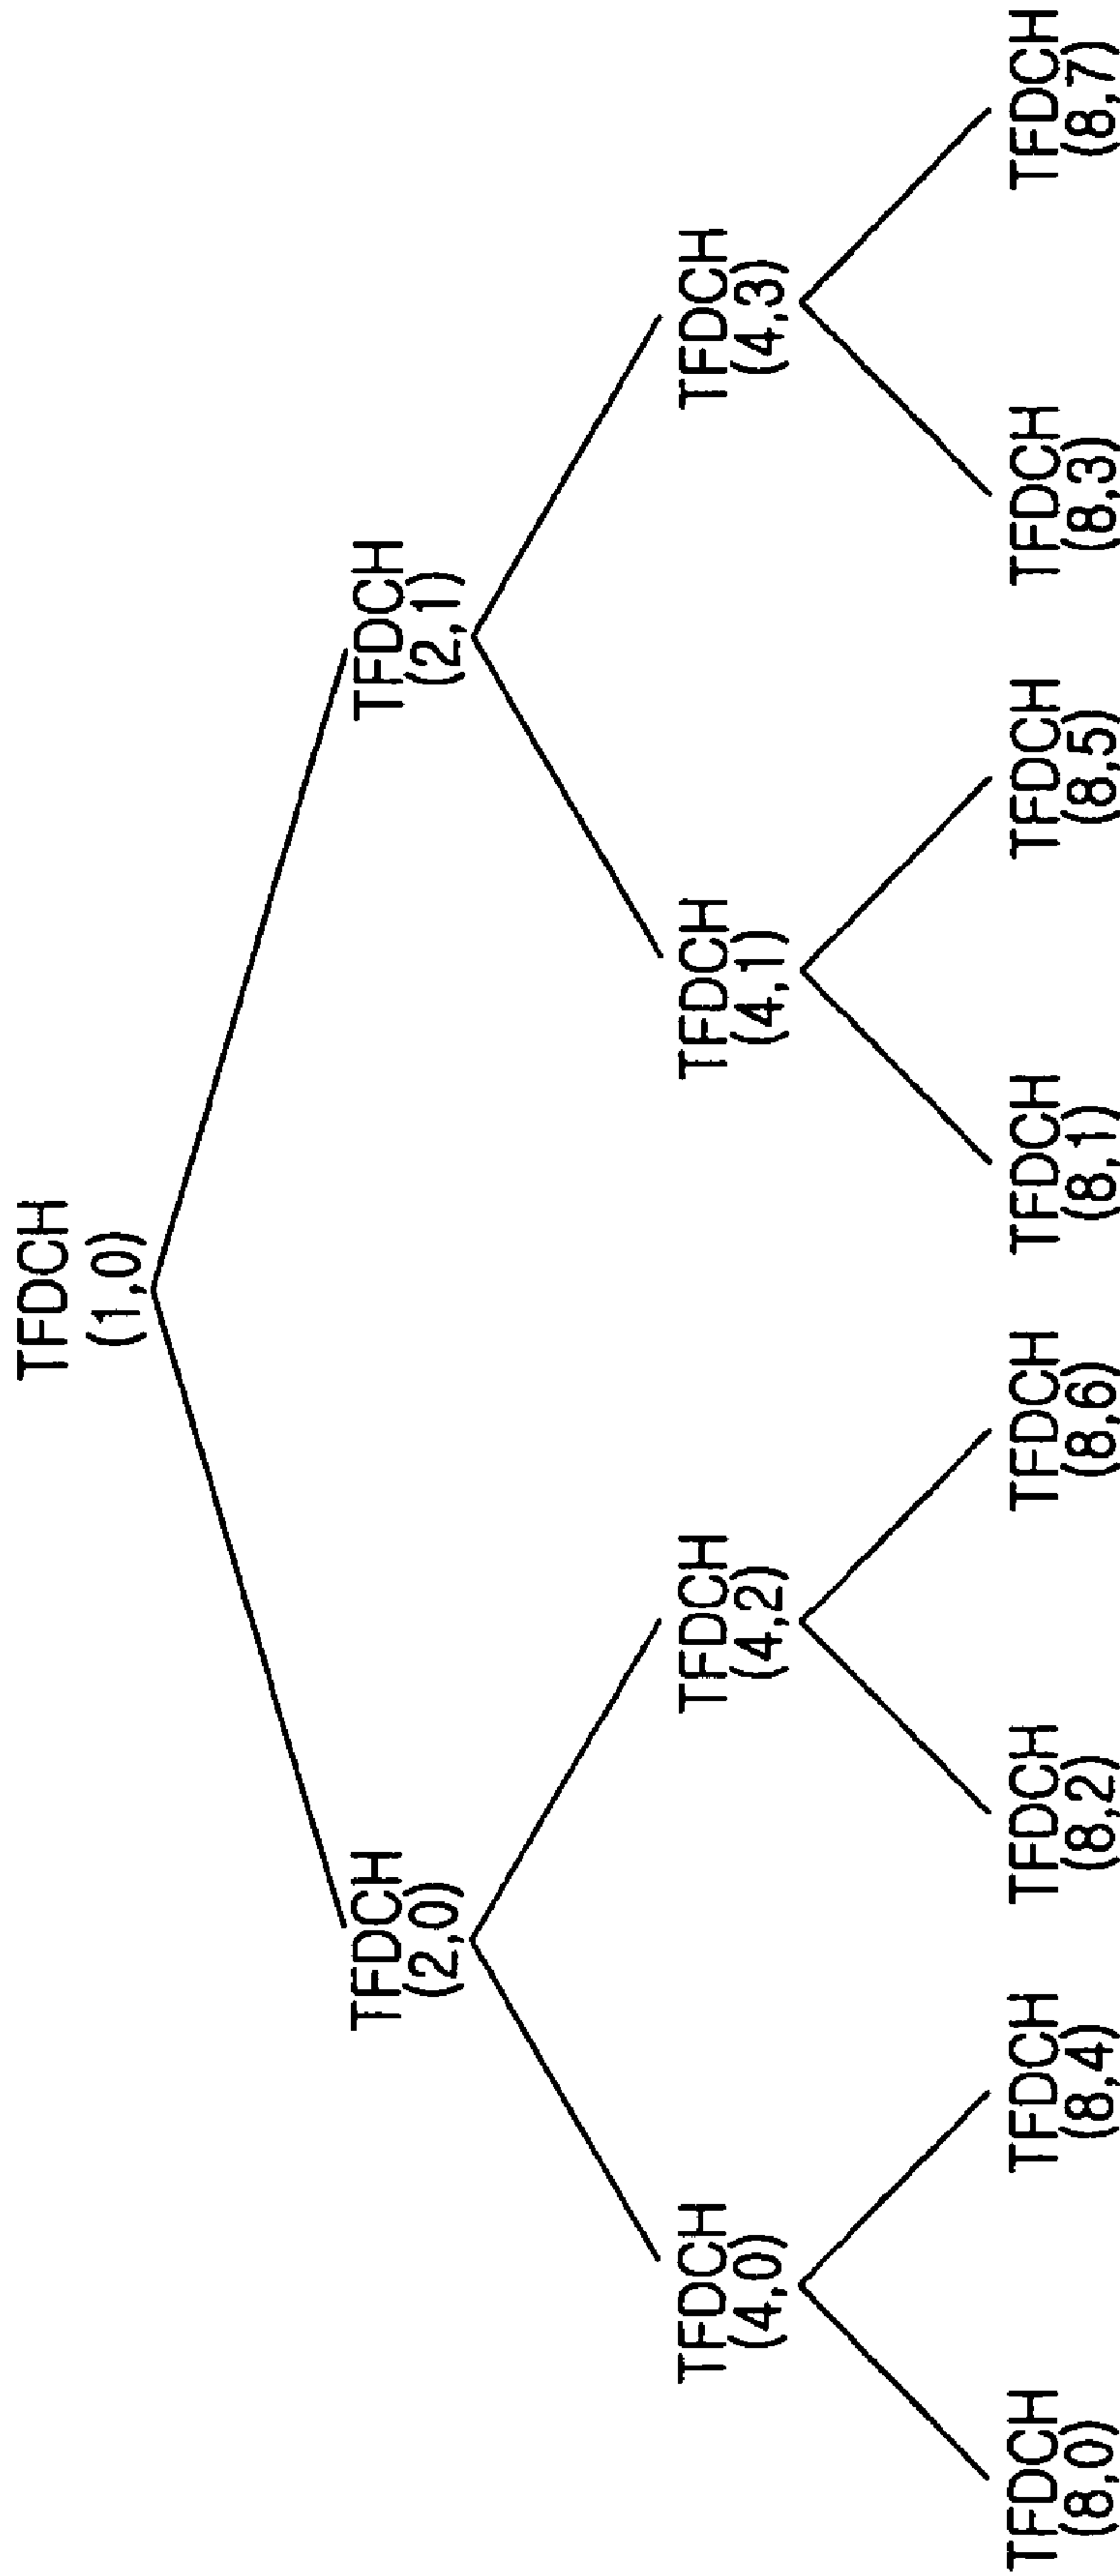 TFDCH
(1,0)
TFDCH
(2,0)
TFDCH
(2,1)
TFDCH
(4,0)
TFDCH
(4,2)
TFDCH
(4,1)
TFDCH
(4,3)
TFDCH
(8,0)
TFDCH
(8,4)
TFDCH
(8,2)
TFDCH
(8,6)
TFDCH
(8,1)
TFDCH
(8,5)
TFDCH
(8,3)
TFDCH
(8,7)